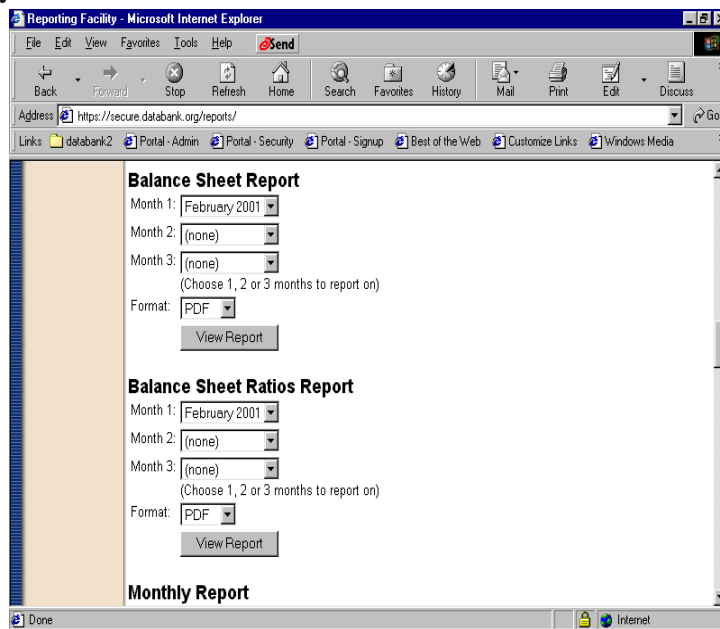 Reporting Facility - Microsoft Internet Explorer
File Edit View Favorites Tools Help Send
Back Forward Stop Refresh Home Search Favorites History Mail Print Edit Discuss
Address https://secure.databank.org/reports/ Go
Links databank2 Portal - Admin Portal - Security Portal - Signup Best of the Web Customize Links Windows Media
Balance Sheet Report
Month 1: February 2001
Month 2: (none)
Month 3: (none)
(Choose 1, 2 or 3 months to report on)
Format: PDF
View Report
Balance Sheet Ratios Report
Month 1: February 2001
Month 2: (none)
Month 3: (none)
(Choose 1, 2 or 3 months to report on)
Format: PDF
View Report
Monthly Report
Done Internet